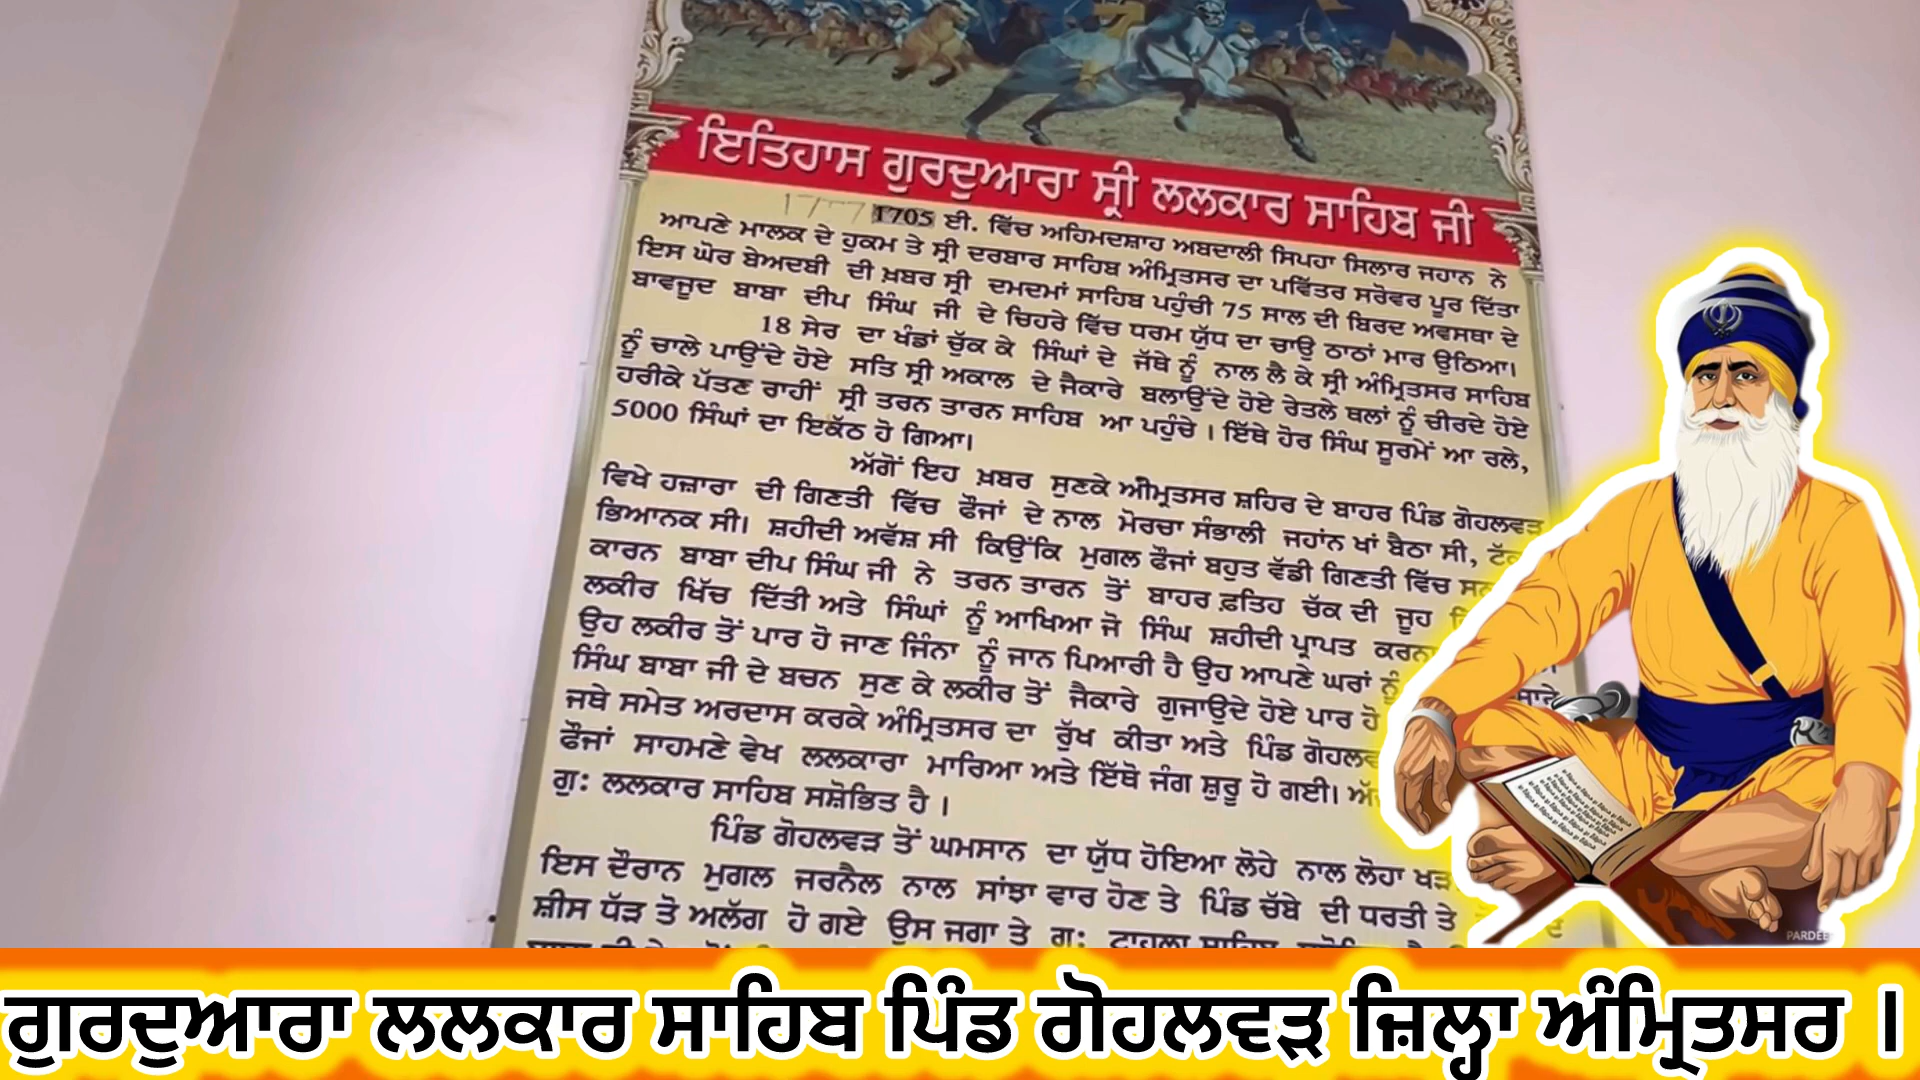 ਇਤਿਹਾਸ ਗੁਰਦੁਆਰਾ ਸ੍ਰੀ ਲਲਕਾਰ ਸਾਹਿਬ ਜੀ
1705 ਈ. ਵਿੱਚ ਅਹਿਮਦਸ਼ਾਹ ਅਬਦਾਲੀ ਸਿਪਹਾ ਸਿਲਾਰ ਜਹਾਨ ਨੇ
ਆਪਣੇ ਮਾਲਕ ਦੇ ਹੁਕਮ ਤੇ ਸ੍ਰੀ ਦਰਬਾਰ ਸਾਹਿਬ ਅੰਮ੍ਰਿਤਸਰ ਦਾ ਪਵਿੱਤਰ ਸਰੋਵਰ ਪੂਰ ਦਿੱਤਾ
ਇਸ ਘੋਰ ਬੇਅਦਬੀ ਦੀ ਖ਼ਬਰ ਸ੍ਰੀ ਦਮਦਮਾਂ ਸਾਹਿਬ ਪਹੁੰਚੀ 75 ਸਾਲ ਦੀ ਬਿਰਦ ਅਵਸਥਾ ਦੇ
ਬਾਵਜੂਦ ਬਾਬਾ ਦੀਪ ਸਿੰਘ ਜੀ ਦੇ ਚਿਹਰੇ ਵਿੱਚ ਧਰਮ ਯੁੱਧ ਦਾ ਚਾਉ ਠਾਠਾਂ ਮਾਰ ਉਠਿਆ।
18 ਸੇਰ ਦਾ ਖੰਡਾਂ ਚੁੱਕ ਕੇ ਸਿੰਘਾਂ ਦੇ ਜੱਥੇ ਨੂੰ ਨਾਲ ਲੈ ਕੇ ਸ੍ਰੀ ਅੰਮ੍ਰਿਤਸਰ ਸਾਹਿਬ
ਨੂੰ ਚਾਲੇ ਪਾਉਂਦੇ ਹੋਏ ਸਤਿ ਸ੍ਰੀ ਅਕਾਲ ਦੇ ਜੈਕਾਰੇ ਬਲਾਉਂਦੇ ਹੋਏ ਰੇਤਲੇ ਥਲਾਂ ਨੂੰ ਚੀਰਦੇ ਹੋਏ
ਹਰੀਕੇ ਪੱਤਣ ਰਾਹੀਂ ਸ੍ਰੀ ਤਰਨ ਤਾਰਨ ਸਾਹਿਬ ਆ ਪਹੁੰਚੇ । ਇੱਥੇ ਹੋਰ ਸਿੰਘ ਸੂਰਮੇਂ ਆ ਰਲੇ,
5000 ਸਿੰਘਾਂ ਦਾ ਇਕੱਠ ਹੋ ਗਿਆ।
ਅੱਗੋਂ ਇਹ ਖ਼ਬਰ ਸੁਣਕੇ ਅੰਮ੍ਰਿਤਸਰ ਸ਼ਹਿਰ ਦੇ ਬਾਹਰ ਪਿੰਡ ਗੋਹਲਵੜ
ਵਿਖੇ ਹਜ਼ਾਰਾ ਦੀ ਗਿਣਤੀ ਵਿੱਚ ਫੌਜਾਂ ਦੇ ਨਾਲ ਮੋਰਚਾ ਸੰਭਾਲੀ ਜਹਾਂਨ ਖਾਂ ਬੈਠਾ ਸੀ,
ਭਿਆਨਕ ਸੀ। ਸ਼ਹੀਦੀ ਅਵੱਸ਼ ਸੀ ਕਿਉਂਕਿ ਮੁਗਲ ਫੌਜਾਂ ਬਹੁਤ ਵੱਡੀ ਗਿਣਤੀ ਵਿੱਚ
ਕਾਰਨ ਬਾਬਾ ਦੀਪ ਸਿੰਘ ਜੀ ਨੇ ਤਰਨ ਤਾਰਨ ਤੋਂ ਬਾਹਰ ਫ਼ਤਿਹ ਚੱਕ ਦੀ ਜੂਹ
ਲਕੀਰ ਖਿੱਚ ਦਿੱਤੀ ਅਤੇ ਸਿੰਘਾਂ ਨੂੰ ਆਖਿਆ ਜੋ ਸਿੰਘ ਸ਼ਹੀਦੀ ਪ੍ਰਾਪਤ
ਉਹ ਲਕੀਰ ਤੋਂ ਪਾਰ ਹੋ ਜਾਣ ਜਿੰਨਾ ਨੂੰ ਜਾਨ ਪਿਆਰੀ ਹੈ ਉਹ ਆਪਣੇ ਘਰਾਂ ਨੂੰ
ਸਿੰਘ ਬਾਬਾ ਜੀ ਦੇ ਬਚਨ ਸੁਣ ਕੇ ਲਕੀਰ ਤੋਂ ਜੈਕਾਰੇ ਗੁਜਾਉਦੇ ਹੋਏ ਪਾਰ ਹੋ
ਜਥੇ ਸਮੇਤ ਅਰਦਾਸ ਕਰਕੇ ਅੰਮ੍ਰਿਤਸਰ ਦਾ ਰੁੱਖ ਕੀਤਾ ਅਤੇ ਪਿੰਡ
ਫੌਜਾਂ ਸਾਹਮਣੇ ਵੇਖ ਲਲਕਾਰਾ ਮਾਰਿਆ ਅਤੇ ਇੱਥੋ ਜੰਗ ਸ਼ੁਰੂ ਹੋ ਗਈ।
ਗੁ: ਲਲਕਾਰ ਸਾਹਿਬ ਸਸ਼ੋਭਿਤ ਹੈ ।
ਪਿੰਡ ਗੋਹਲਵੜ ਤੋਂ ਘਮਸਾਨ ਦਾ ਯੁੱਧ ਹੋਇਆ ਲੋਹੇ ਨਾਲ ਲੋਹਾ
ਇਸ ਦੌਰਾਨ ਮੁਗਲ ਜਰਨੈਲ ਨਾਲ ਸਾਂਝਾ ਵਾਰ ਹੋਣ ਤੇ ਪਿੰਡ ਚੱਬੇ ਦੀ ਧਰਤੀ ਤੇ
ਸ਼ੀਸ ਧੱੜ ਤੋ ਅਲੱਗ ਹੋ ਗਏ ਉਸ ਜਗਾ ਤੇ ਗੁ: ਟਾਹਲਾ ਸਾਹਿਬ
ਗੁਰਦੁਆਰਾ ਲਲਕਾਰ ਸਾਹਿਬ ਪਿੰਡ ਗੋਹਲਵੜ ਜ਼ਿਲ੍ਹਾ ਅੰਮ੍ਰਿਤਸਰ ।